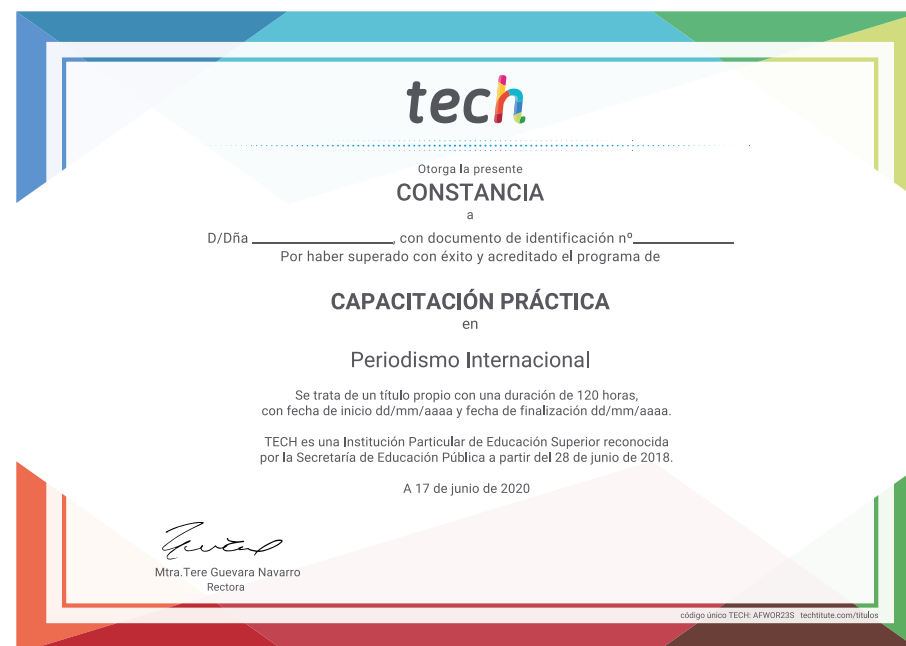 tech
Otorga la presente
CONSTANCIA
a
D/Dña ________________, con documento de identificación nº____________
Por haber superado con éxito y acreditado el programa de
CAPACITACIÓN PRÁCTICA
en
Periodismo Internacional
Se trata de un título propio con una duración de 120 horas,
con fecha de inicio dd/mm/aaaa y fecha de finalización dd/mm/aaaa.
TECH es una Institución Particular de Educación Superior reconocida
por la Secretaría de Educación Pública a partir del 28 de junio de 2018.
A 17 de junio de 2020
Mtra.Tere Guevara Navarro
Rectora
código único TECH: AFWOR23S techtitute.com/titulos